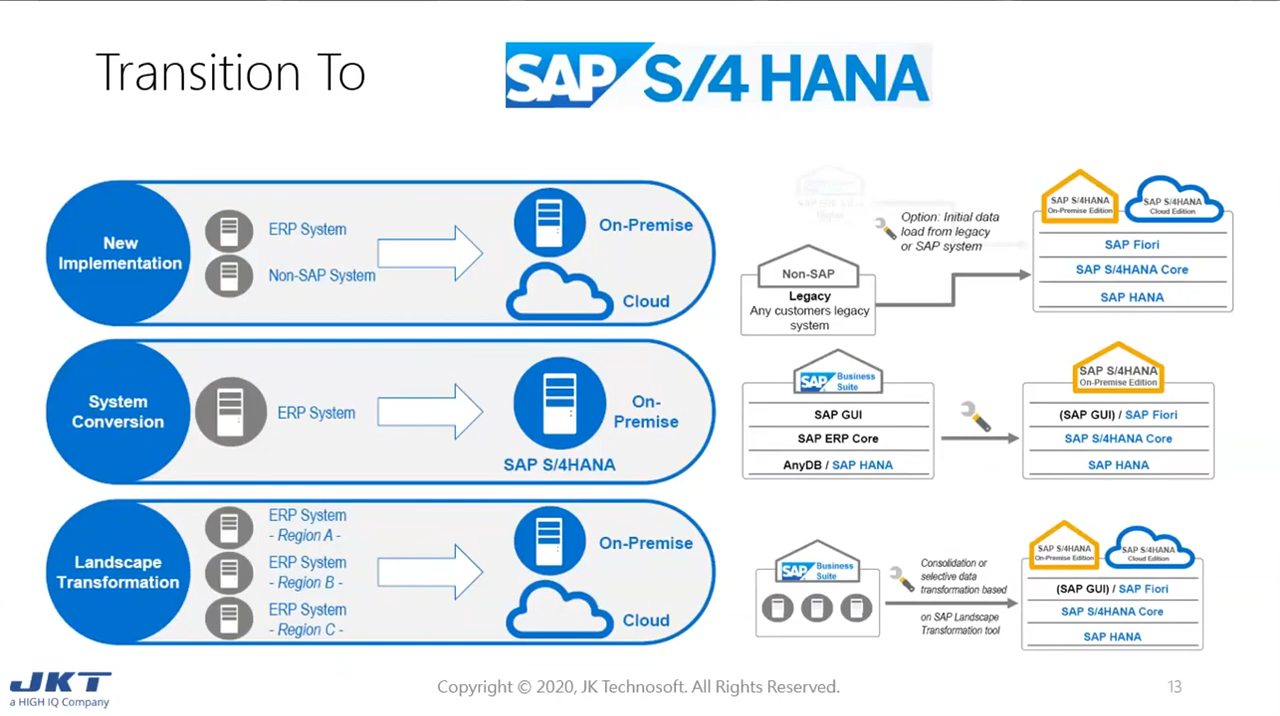 Transition To
SAP S/4 HANA
New
Implementation
ERP System
Non-SAP System
On-Premise
Cloud
Option: Initial data
load from legacy
or SAP system
Non-SAP
Legacy
Any customers legacy
system
SAP S/4HANA
On-Premise Edition
SAP S/4HANA
Cloud Edition
SAP Fiori
SAP S/4HANA Core
SAP HANA
System
Conversion
ERP System
On-
Premise
SAP S/4HANA
SAP Business
Suite
SAP GUI
SAP ERP Core
AnyDB / SAP HANA
SAP S/4HANA
On-Premise Edition
(SAP GUI) / SAP Fiori
SAP S/4HANA Core
SAP HANA
Landscape
Transformation
ERP System
- Region A -
ERP System
- Region B -
ERP System
- Region C -
On-Premise
Cloud
SAP Business
Suite
Consolidation or
selective data
transformation based
on SAP Landscape
Transformation tool
SAP S/4HANA
On-Premise Edition
SAP S/4HANA
Cloud Edition
(SAP GUI) / SAP Fiori
SAP S/4HANA Core
SAP HANA
JKT
a HIGH IQ Company
Copyright © 2020, JK Technosoft. All Rights Reserved.
13